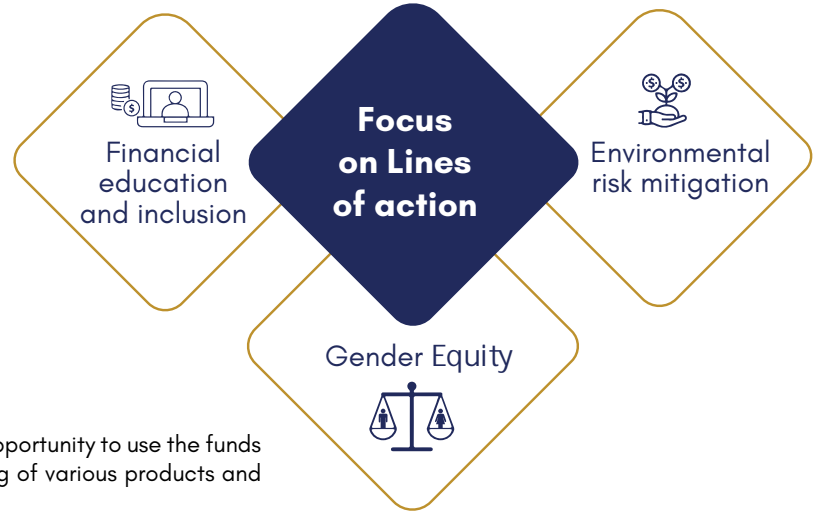 Focus
on Lines
of action
Financial
education
and inclusion
Environmental
risk mitigation
Gender Equity
opportunity to use the funds
of various products and